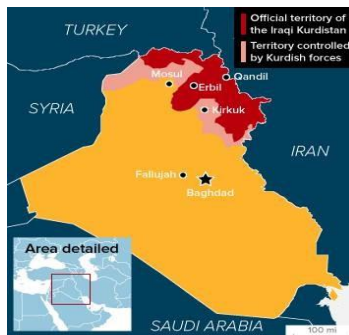 TURKEY
Official territory of
the Iraqi Kurdistan
Territory controlled
by Kurdish forces
Mosul
Qandil
Erbil
SYRIA
Kirkuk
IRAN
Fallujah
Baghdad
Area detailed
SAUDI ARABIA
100 mi